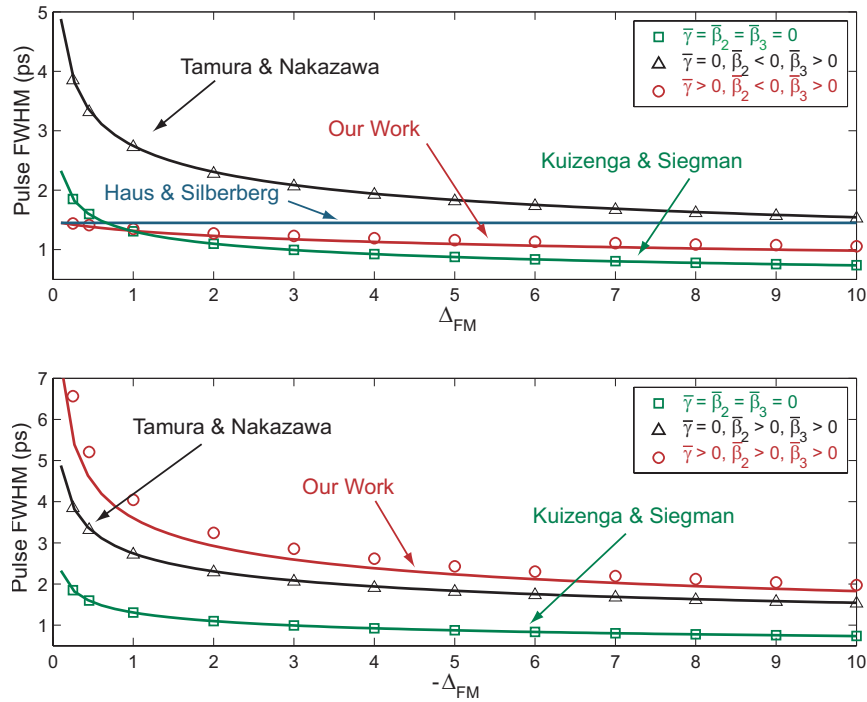 5
4
3
2
1
Pulse FWHM (ps)
Tamura & Nakazawa
Haus & Silberberg
Our Work
Kuizenga & Siegman
γ̅ = β̅₂ = β̅₃ = 0
γ̅ = 0, β̅₂ < 0, β̅₃ > 0
γ̅ > 0, β̅₂ < 0, β̅₃ > 0
0 1 2 3 4 5 6 7 8 9 10
Δ_FM
7
6
5
4
3
2
1
Pulse FWHM (ps)
Tamura & Nakazawa
Our Work
Kuizenga & Siegman
γ̅ = β̅₂ = β̅₃ = 0
γ̅ = 0, β̅₂ > 0, β̅₃ > 0
γ̅ > 0, β̅₂ > 0, β̅₃ > 0
0 1 2 3 4 5 6 7 8 9 10
-Δ_FM